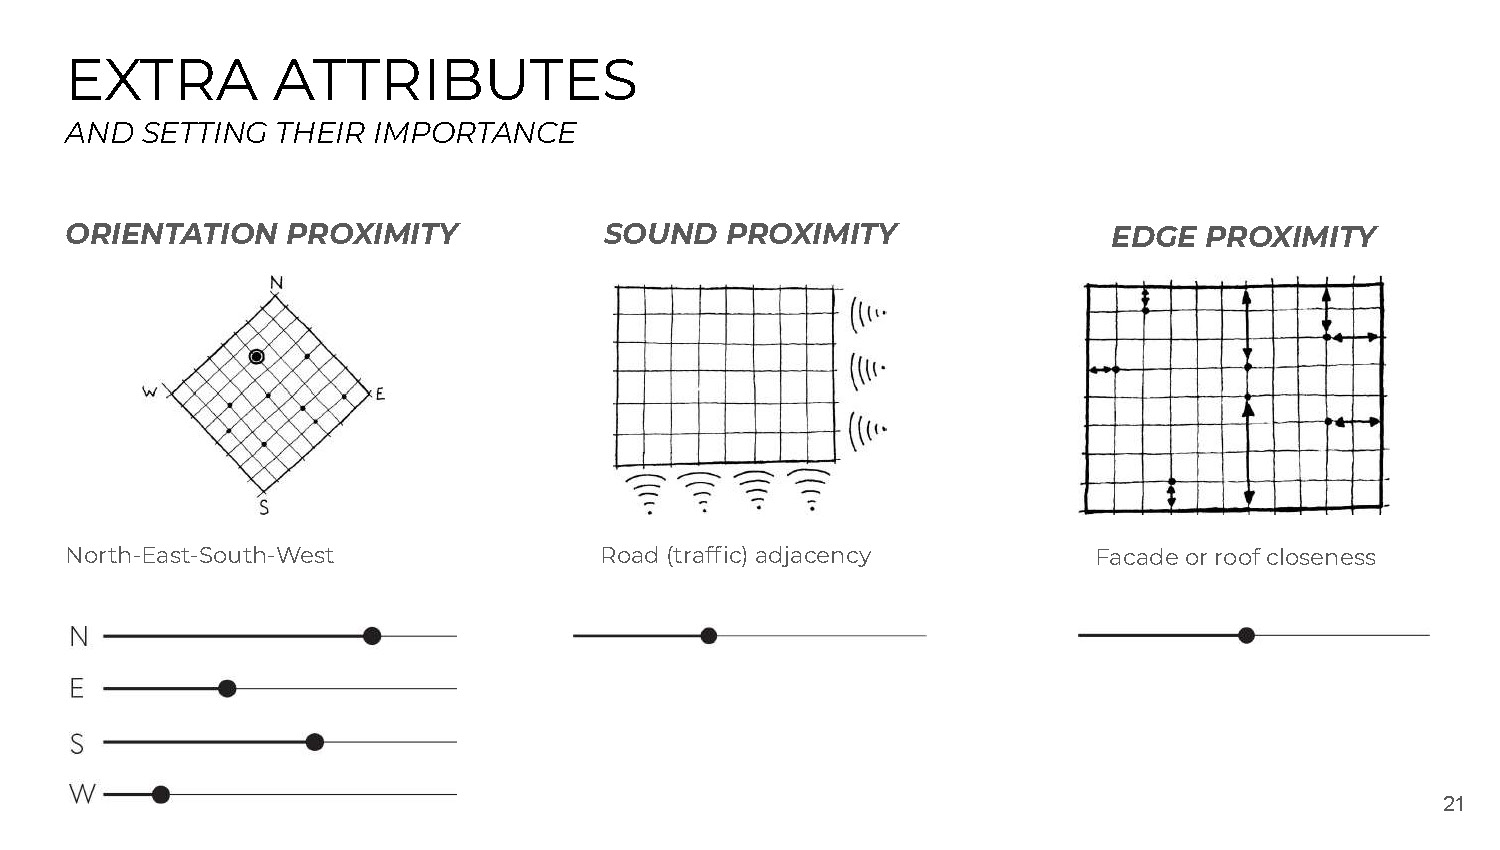 EXTRA ATTRIBUTES
AND SETTING THEIR IMPORTANCE
ORIENTATION PROXIMITY
N
W
E
S
North-East-South-West
N
E
S
W
SOUND PROXIMITY
Road (traffic) adjacency
EDGE PROXIMITY
Facade or roof closeness
21